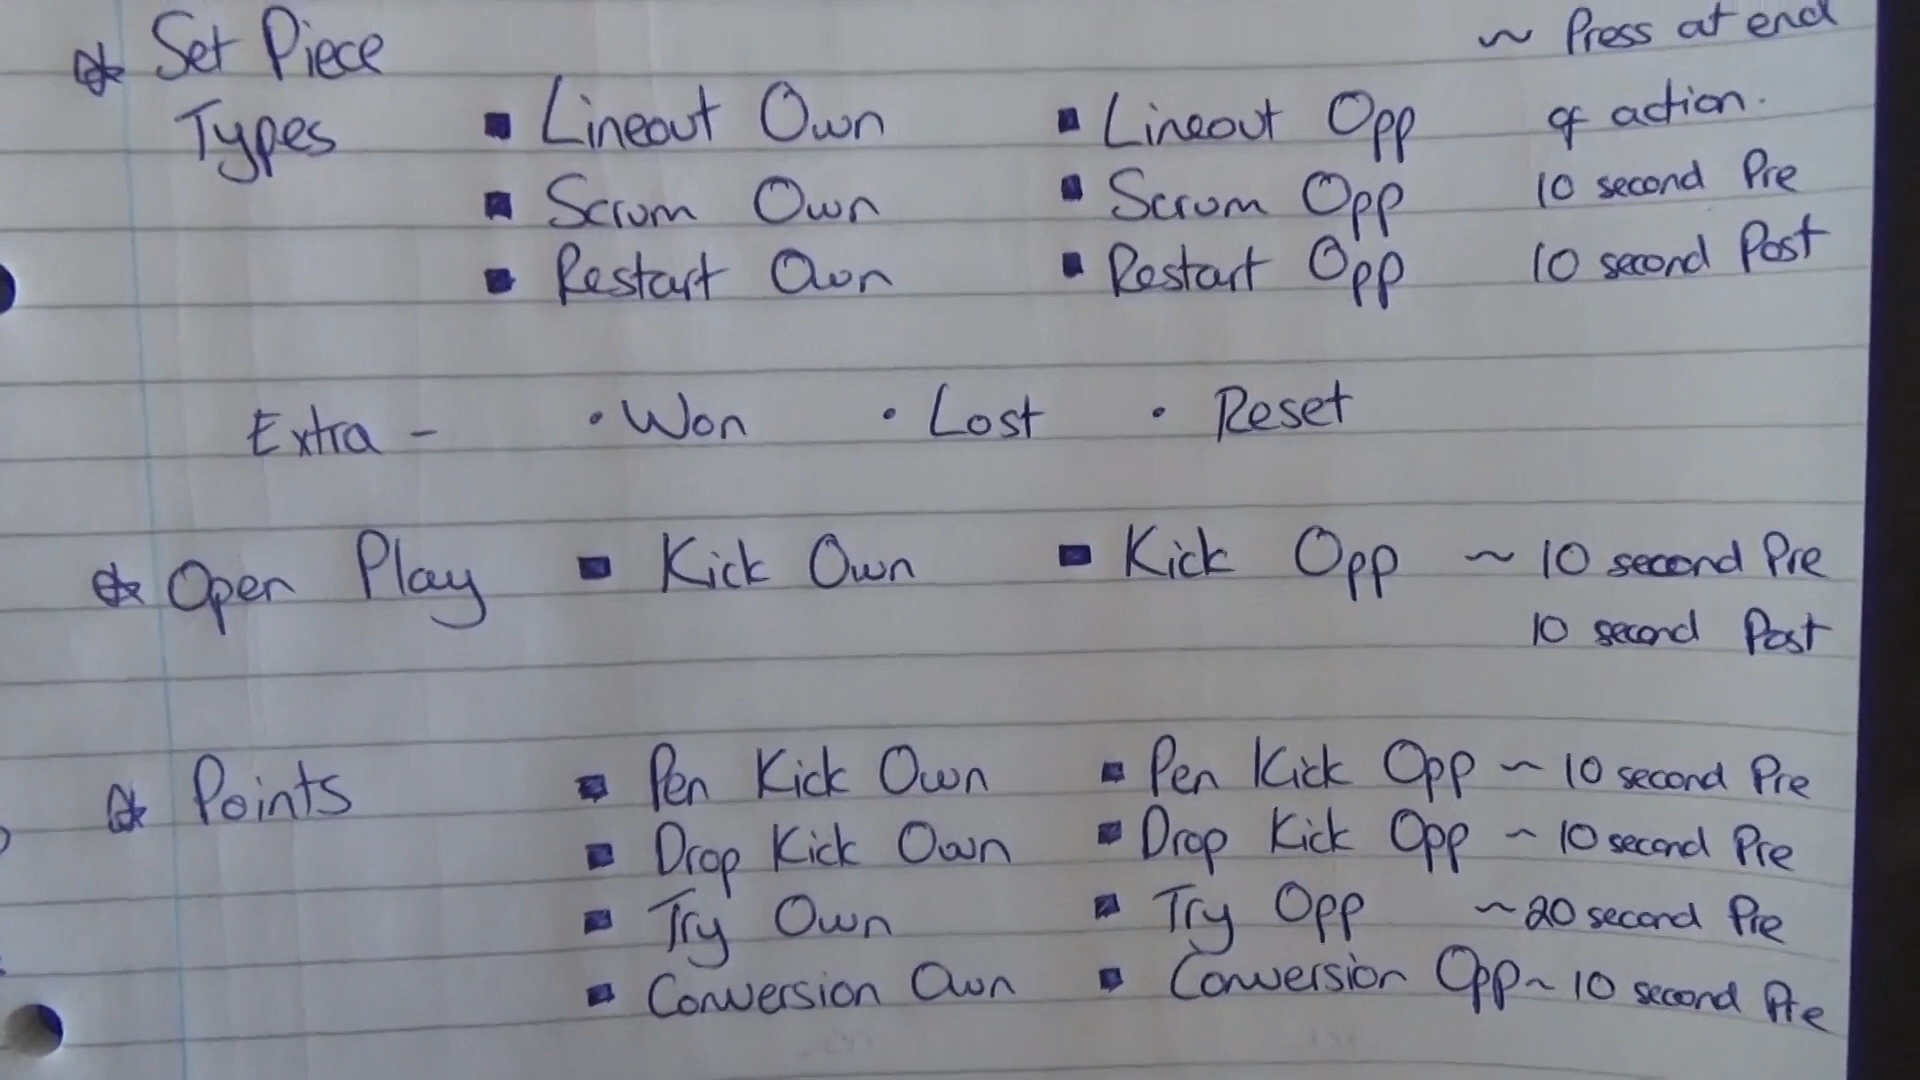 Set Piece ~ Press at end
Types ▪ Lineout Own ▪ Lineout Opp of action.
▪ Scrum Own ▪ Scrum Opp 10 second Pre
▪ Restart Own ▪ Restart Opp 10 second Post
Extra - • Won • Lost • Reset
Open Play ▪ Kick Own ▪ Kick Opp ~ 10 second Pre
10 second Post
Points ▪ Pen Kick Own ▪ Pen Kick Opp ~ 10 second Pre
▪ Drop Kick Own ▪ Drop Kick Opp ~ 10 second Pre
▪ Try Own ▪ Try Opp ~ 20 second Pre
▪ Conversion Own ▪ Conversion Opp ~ 10 second Pre